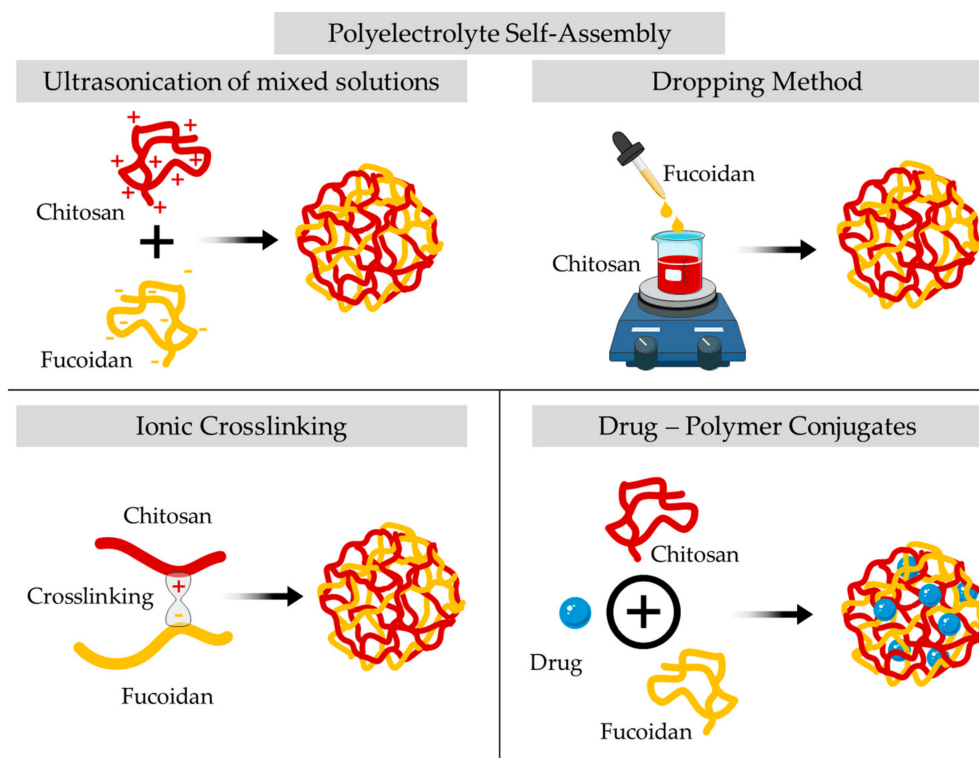 Polyelectrolyte Self-Assembly
Ultrasonication of mixed solutions
Chitosan
+
Fucoidan
Dropping Method
Fucoidan
Chitosan
Ionic Crosslinking
Chitosan
Crosslinking
+
-
Fucoidan
Drug – Polymer Conjugates
Chitosan
+
Drug
Fucoidan